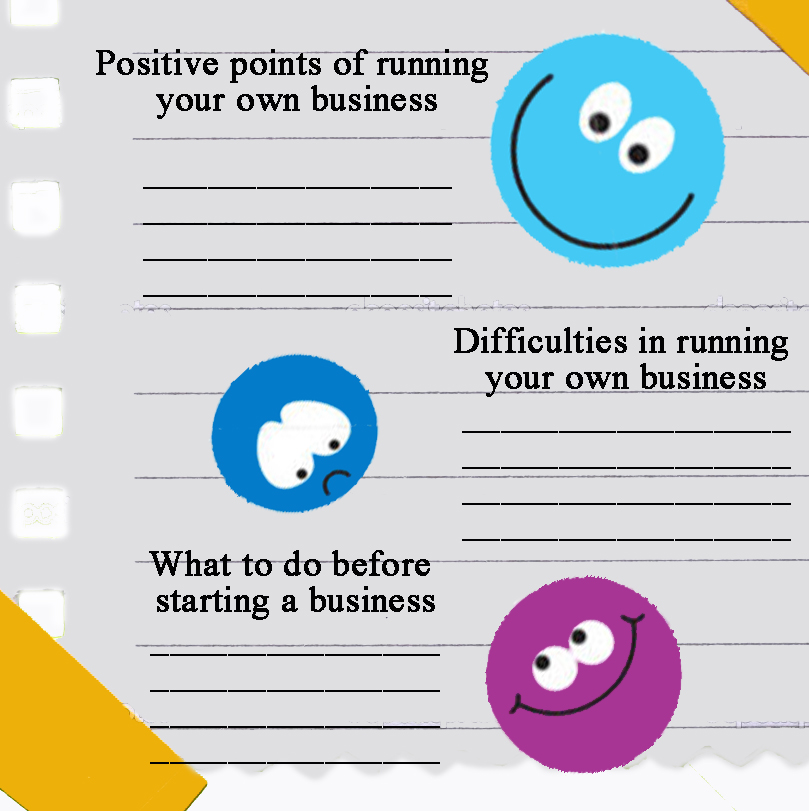 Positive points of running
your own business
Difficulties in running
your own business
What to do before
starting a business